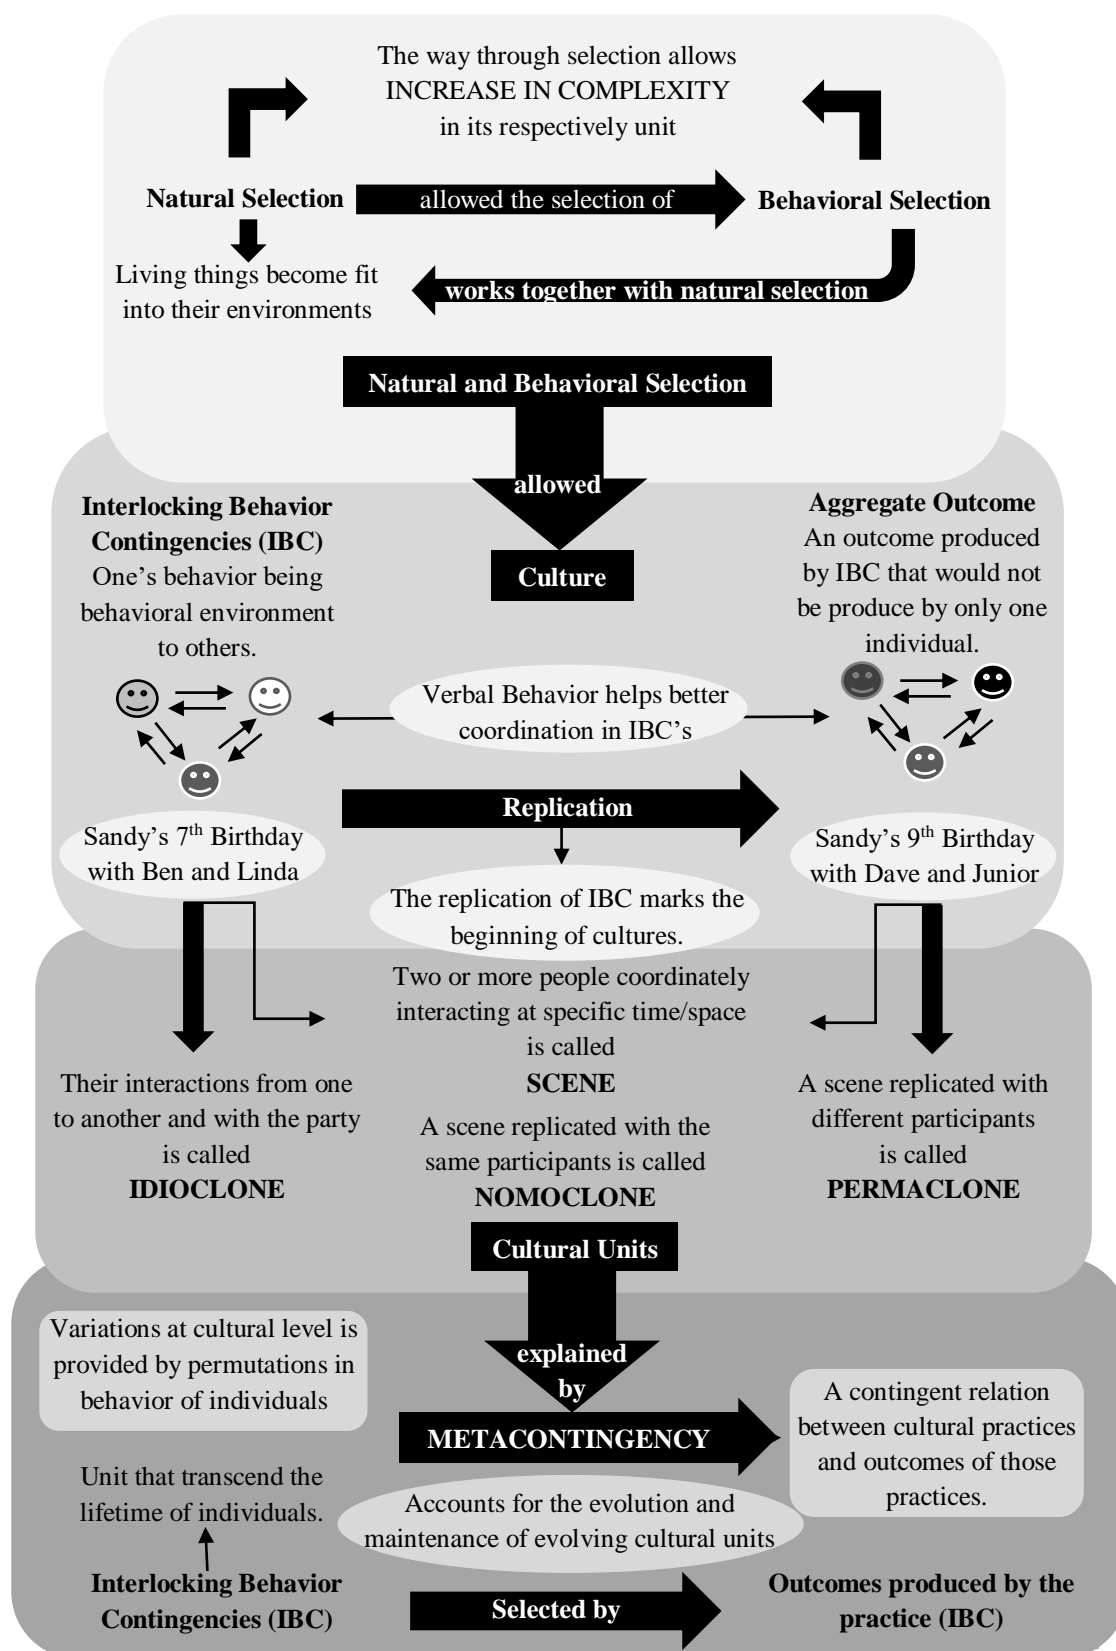 The way through selection allows
INCREASE IN COMPLEXITY
in its respectively unit
Natural Selection
allowed the selection of
Behavioral Selection
Living things become fit
into their environments
works together with natural selection
Natural and Behavioral Selection
allowed
Culture
Interlocking Behavior
Contingencies (IBC)
One’s behavior being
behavioral environment
to others.
Aggregate Outcome
An outcome produced
by IBC that would not
be produce by only one
individual.
Verbal Behavior helps better
coordination in IBC’s
Replication
Sandy’s 7th Birthday
with Ben and Linda
Sandy’s 9th Birthday
with Dave and Junior
The replication of IBC marks the
beginning of cultures.
Two or more people coordinately
interacting at specific time/space
is called
SCENE
Their interactions from one
to another and with the party
is called
IDIOCLONE
A scene replicated with the
same participants is called
NOMOCLONE
A scene replicated with
different participants
is called
PERMACLONE
Cultural Units
explained
by
Variations at cultural level is
provided by permutations in
behavior of individuals
METACONTINGENCY
A contingent relation
between cultural practices
and outcomes of those
practices.
Unit that transcend the
lifetime of individuals.
Accounts for the evolution and
maintenance of evolving cultural units
Interlocking Behavior
Contingencies (IBC)
Selected by
Outcomes produced by the
practice (IBC)